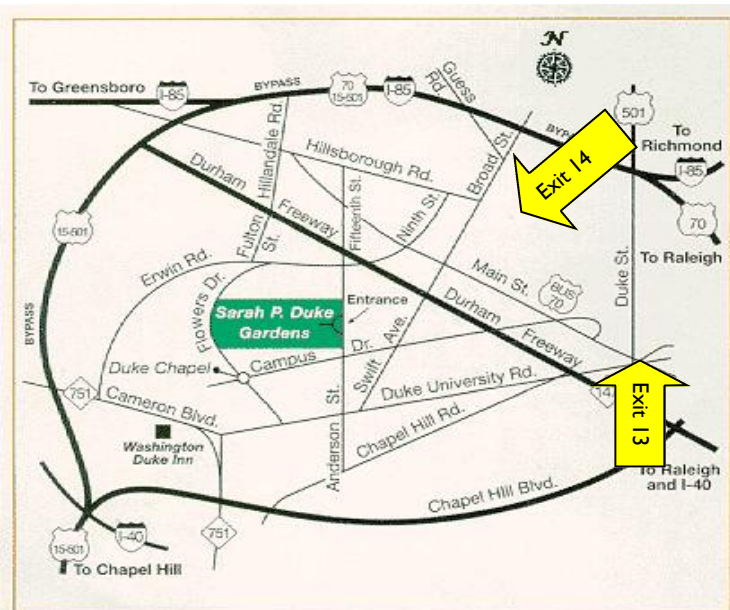 N
To Greensboro
I-85
BYPASS
70
15-501
I-85
Guess
Rd.
501
To
Richmond
I-85
70
To Raleigh
Exit 14
Hillandale Rd.
Hillsborough Rd.
Broad St.
Durham
Freeway
Fifteenth St.
Ninth St.
Fulton
St.
15-501
BYPASS
Erwin Rd.
Flowers Dr.
Main St.
BUS
70
Duke St.
Sarah P. Duke
Gardens
Entrance
Durham
Freeway
Duke Chapel
Campus
Dr.
Swift
Ave.
Duke University Rd.
751
Cameron Blvd.
Washington
Duke Inn
Anderson
St.
Chapel Hill Rd.
Exit 13
To Raleigh
and I-40
Chapel Hill Blvd.
751
I-40
15-501
To Chapel Hill